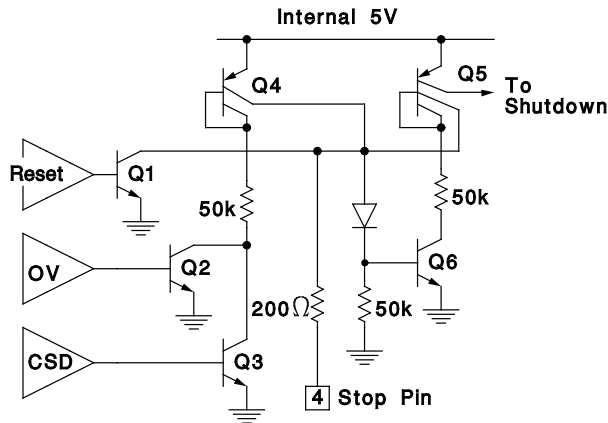 Internal 5V
Q4
Q5
To
Shutdown
Reset
Q1
50k
50k
OV
Q2
Q6
200Ω
50k
CSD
Q3
4
Stop Pin